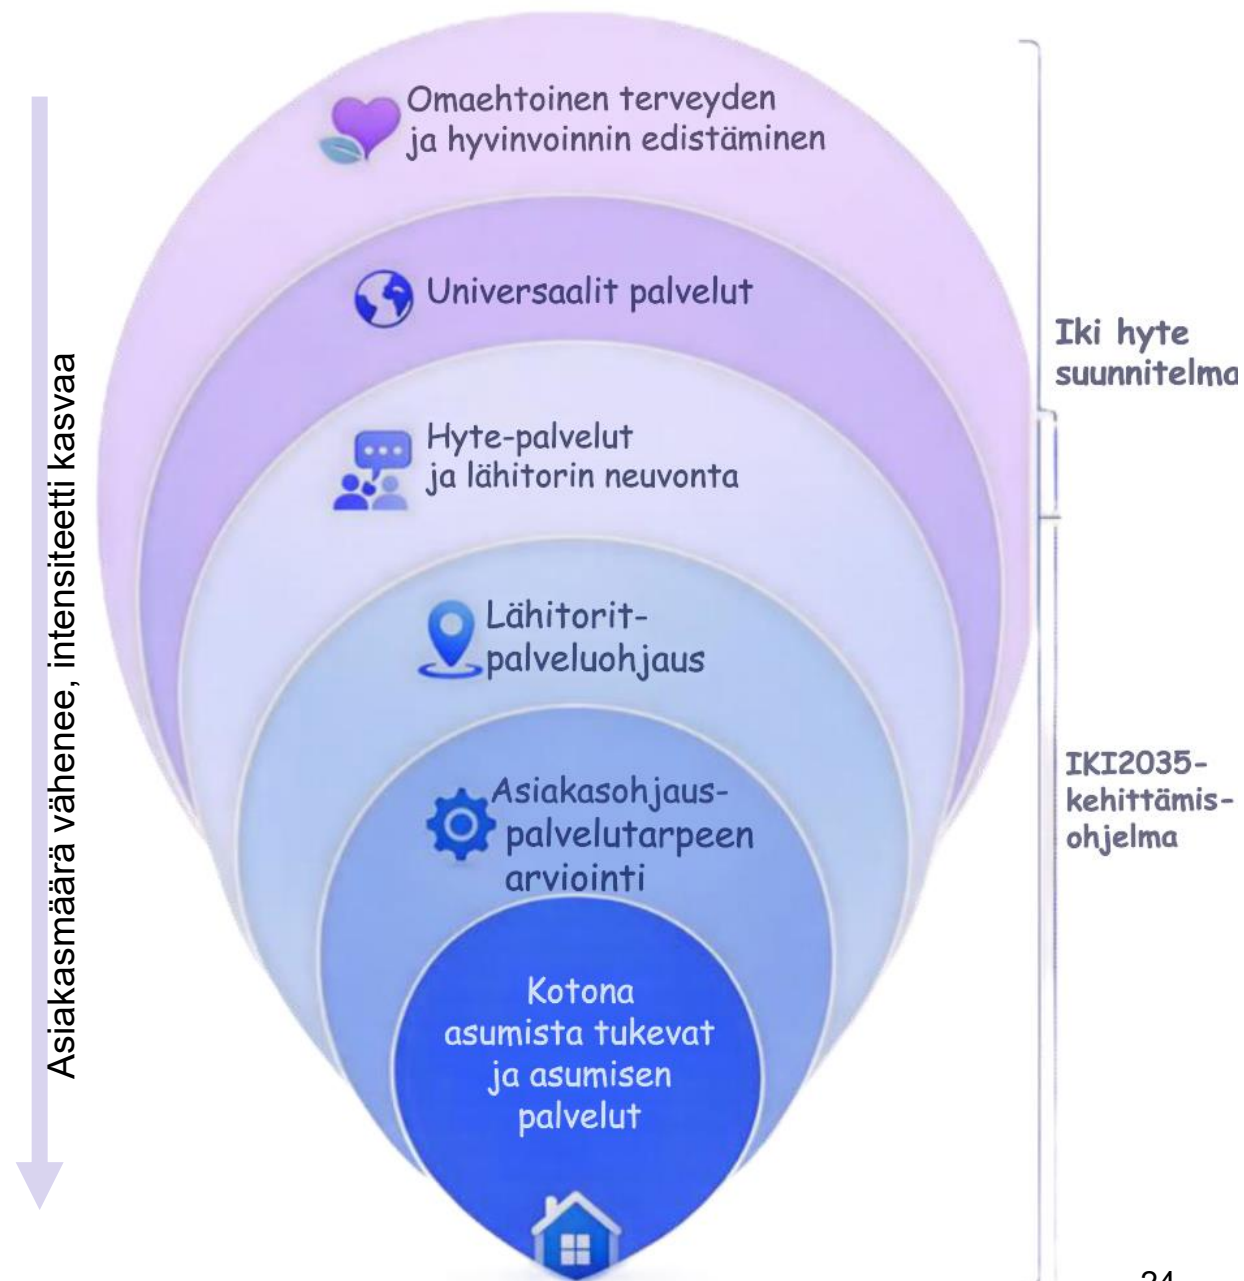 Omaehtoinen terveyden
ja hyvinvoinnin edistäminen
Universaalit palvelut
Hyte-palvelut
ja lähitorin neuvonta
Lähitorit-
palveluohjaus
Asiakasohjaus-
palvelutarpeen
arviointi
Kotona
asumista tukevat
ja asumisen
palvelut
Asiakasmäärä vähenee, intensiteetti kasvaa
Iki hyte
suunnitelma
IKI2035-
kehittämis-
ohjelma
24